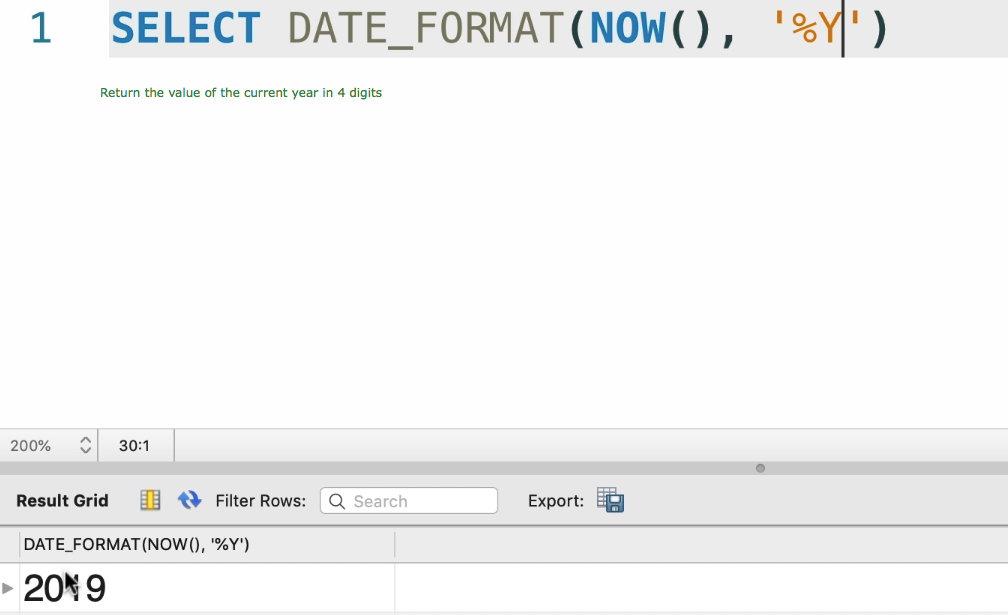 1 SELECT DATE_FORMAT(NOW(), '%Y')
Return the value of the current year in 4 digits
200% 30:1
Result Grid Filter Rows: Search Export:
DATE_FORMAT(NOW(), '%Y')
2019